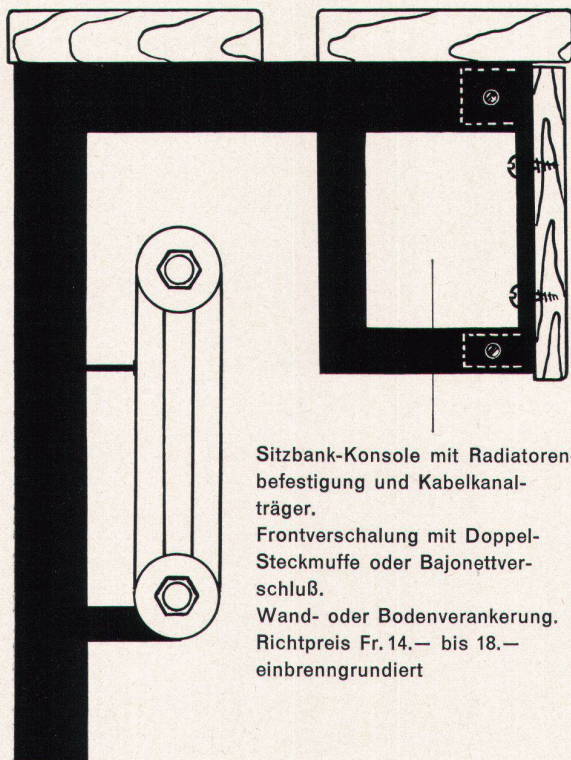 Sitzbank-Konsole mit Radiatoren-
befestigung und Kabelkanal-
träger.
Frontverschalung mit Doppel-
Steckmuffe oder Bajonettver-
schluß.
Wand- oder Bodenverankerung.
Richtpreis Fr. 14.— bis 18.—
einbrenngrundiert